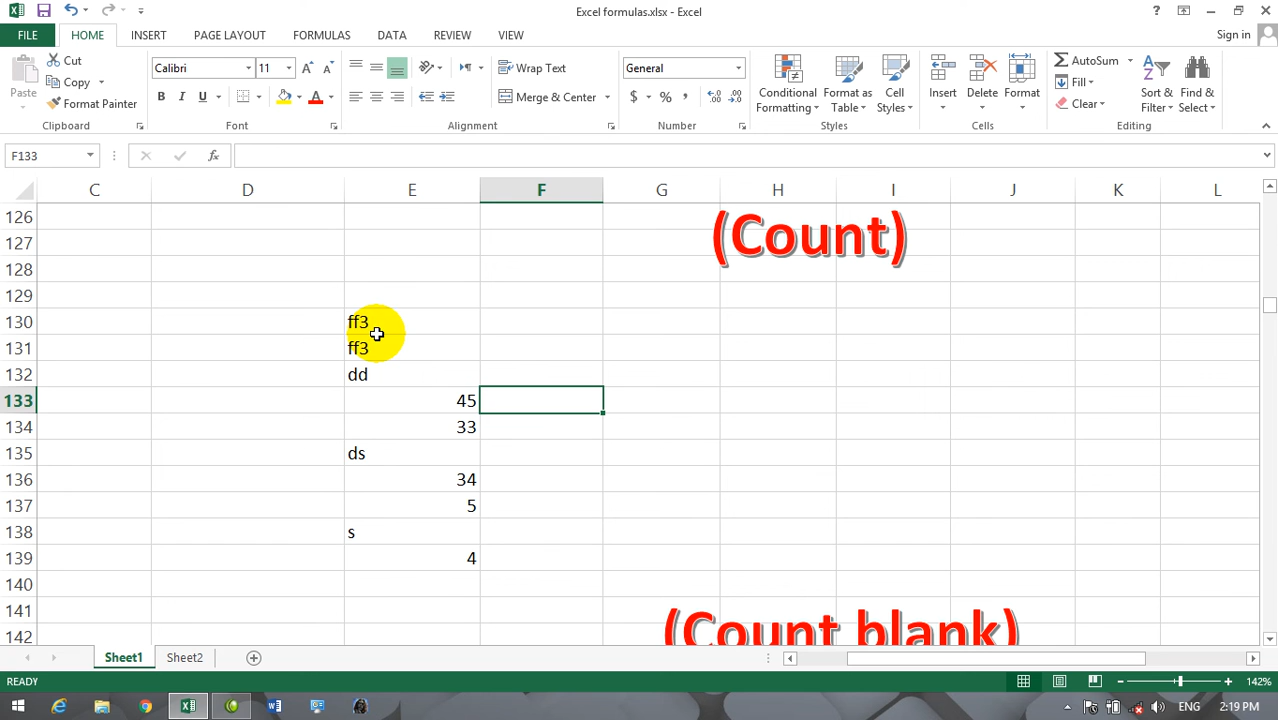 Excel formulas.xlsx - Excel
?
FILE HOME INSERT PAGE LAYOUT FORMULAS DATA REVIEW VIEW Sign in
Paste Cut Copy Format Painter
Clipboard
Calibri 11 A A
B I U A
Font
Wrap Text
Merge & Center
Alignment
General
$ % ,
.0 .00
Number
Conditional Formatting Format as Table Cell Styles
Styles
Insert Delete Format
Cells
AutoSum Fill Clear Sort & Filter Find & Select
Editing
F133 fx
C D E F G H I J K L
126 (Count)
127
128
129
130 ff3
131 ff3
132 dd
133 45
134 33
135 ds
136 34
137 5
138 s
139 4
140
141 (Count blank)
142
Sheet1 Sheet2
READY 142%
ENG 2:19 PM